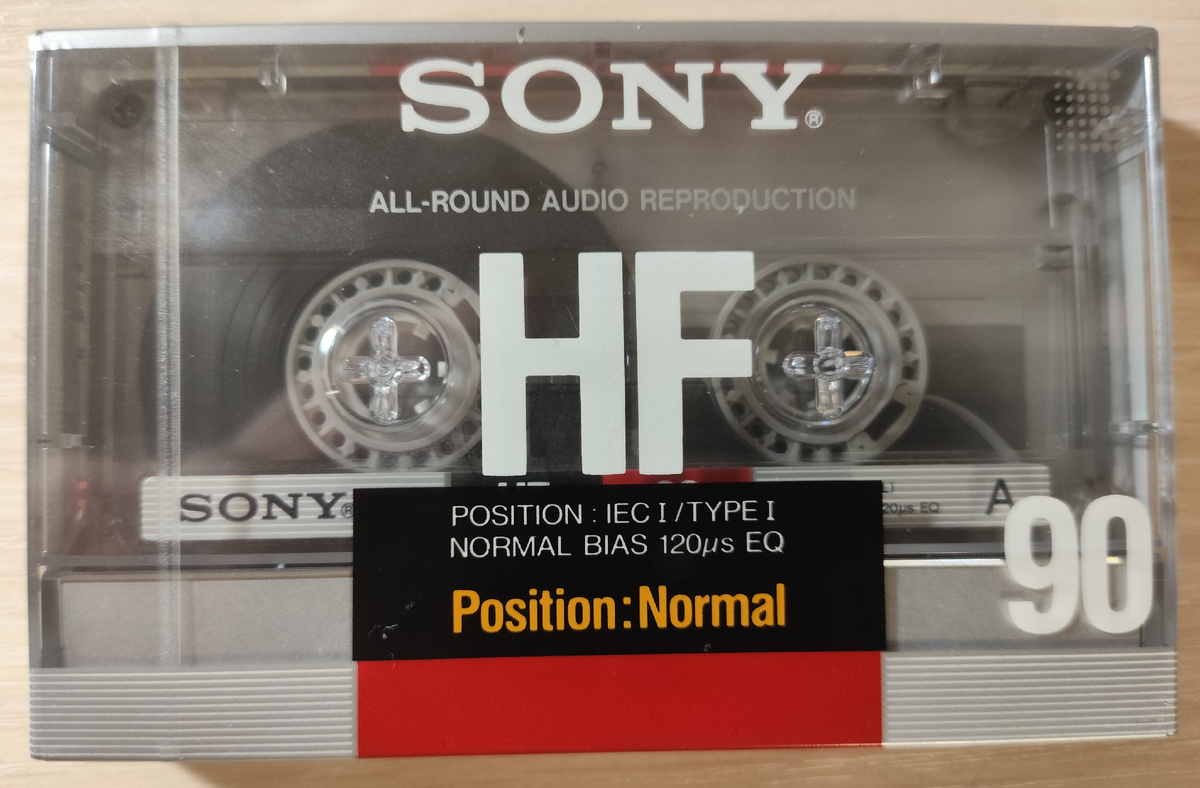 SONY®
ALL-ROUND AUDIO REPRODUCTION
HF
SONY®
A
POSITION : IEC I / TYPE I
NORMAL BIAS 120µs EQ
Position:Normal
90